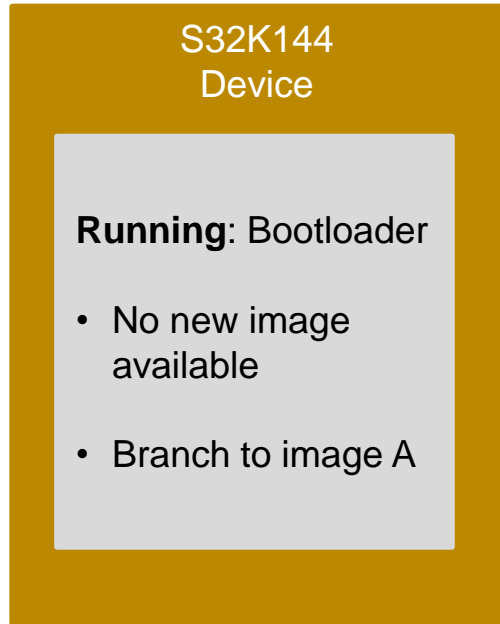 S32K144
Device
Running: Bootloader
• No new image
available
• Branch to image A